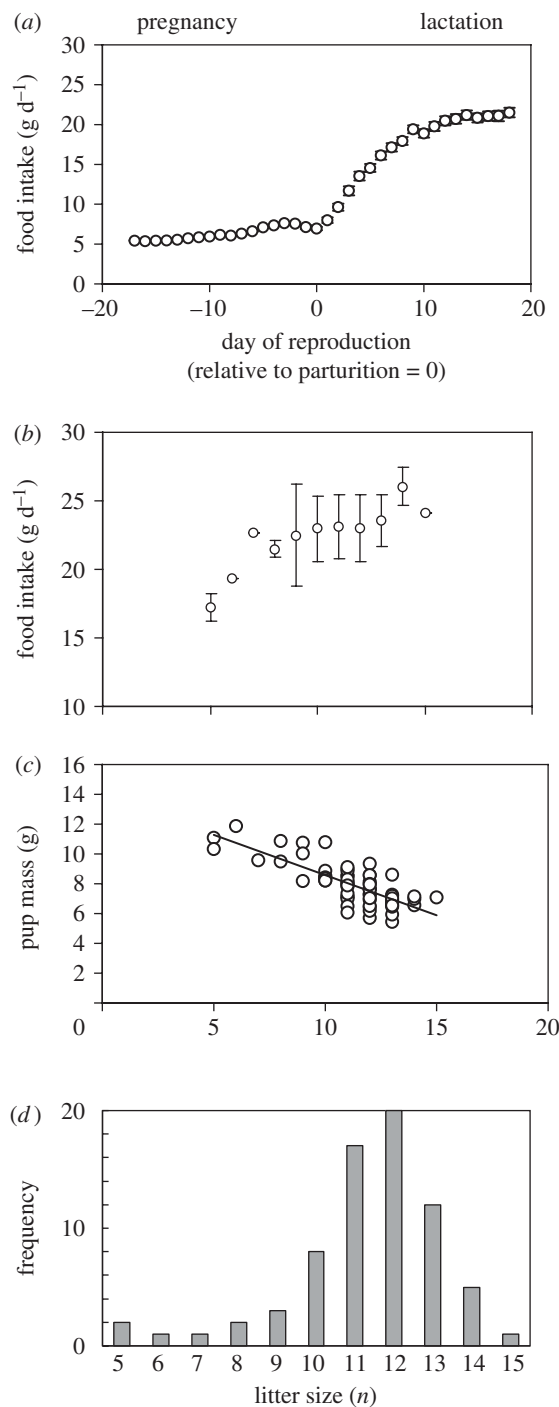 (a)
pregnancy
lactation
30
25
20
15
10
5
0
food intake (g d⁻¹)
−20
−10
0
10
20
day of reproduction
(relative to parturition = 0)
(b)
30
25
20
15
10
food intake (g d⁻¹)
(c)
16
14
12
10
8
6
4
2
0
pup mass (g)
5
10
15
20
(d)
20
10
0
frequency
5 6 7 8 9 10 11 12 13 14 15
litter size (n)